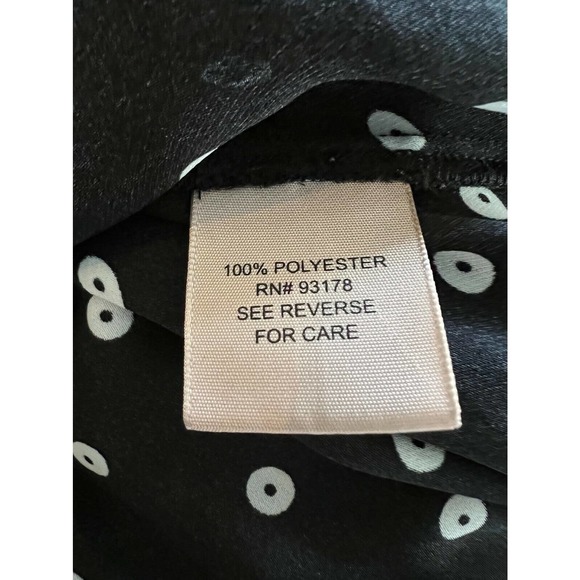 100% POLYESTER
RN# 93178
SEE REVERSE
FOR CARE